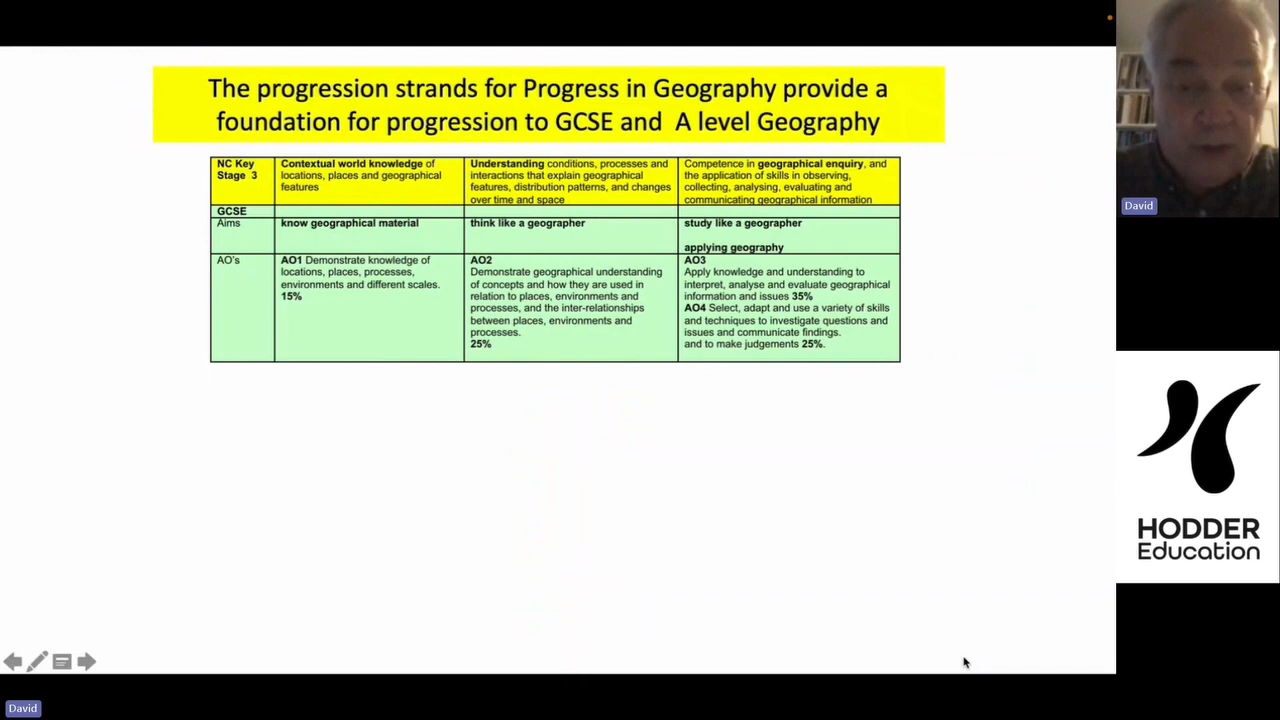 The progression strands for Progress in Geography provide a
foundation for progression to GCSE and A level Geography
NC Key
Stage 3
Contextual world knowledge of
locations, places and geographical
features
Understanding conditions, processes and
interactions that explain geographical
features, distribution patterns, and changes
over time and space
Competence in geographical enquiry, and
the application of skills in observing,
collecting, analysing, evaluating and
communicating geographical information
GCSE
Aims
know geographical material
think like a geographer
study like a geographer
applying geography
AO's
AO1 Demonstrate knowledge of
locations, places, processes,
environments and different scales.
15%
AO2
Demonstrate geographical understanding
of concepts and how they are used in
relation to places, environments and
processes, and the inter-relationships
between places, environments and
processes.
25%
AO3
Apply knowledge and understanding to
interpret, analyse and evaluate geographical
information and issues 35%
AO4 Select, adapt and use a variety of skills
and techniques to investigate questions and
issues and communicate findings.
and to make judgements 25%.
David
HODDER
Education
David